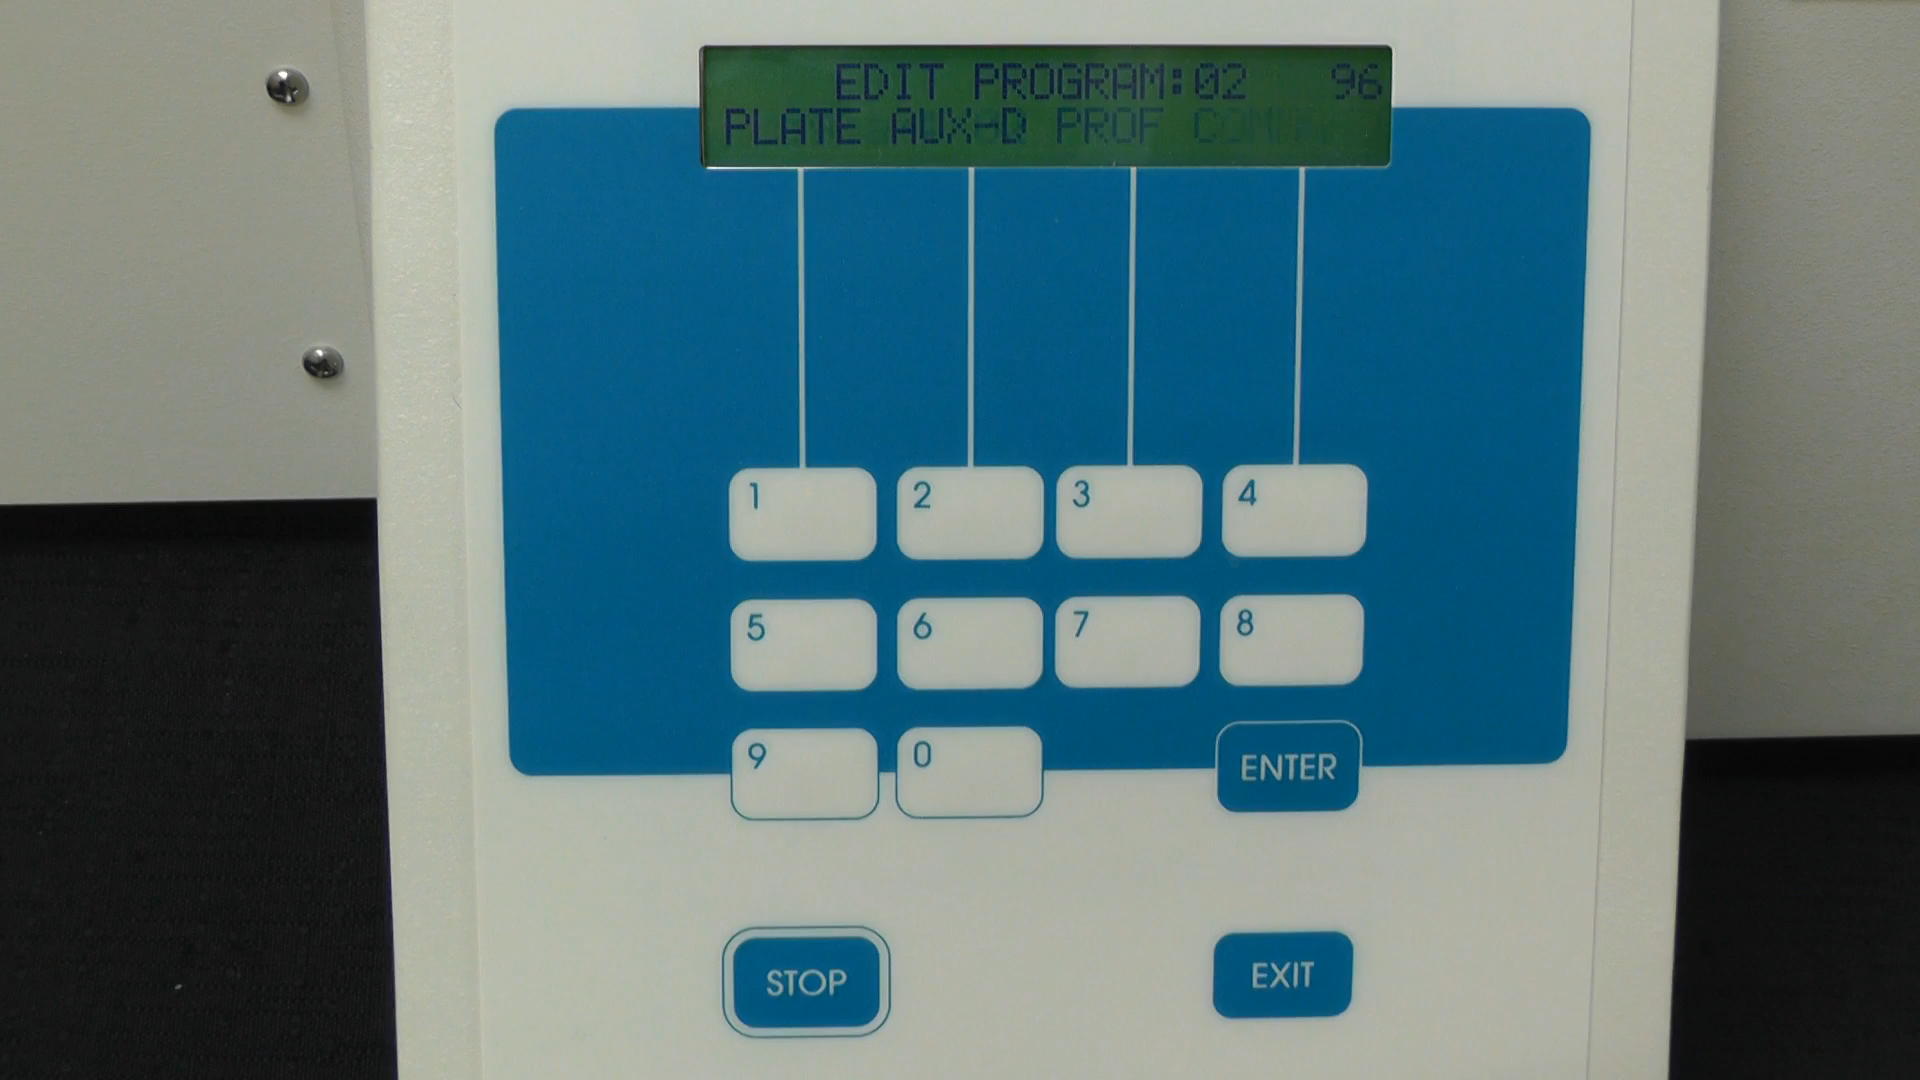 EDIT PROGRAM:02 96
PLATE AUX-D PROF
1 2 3 4
5 6 7 8
9 0 ENTER
STOP EXIT